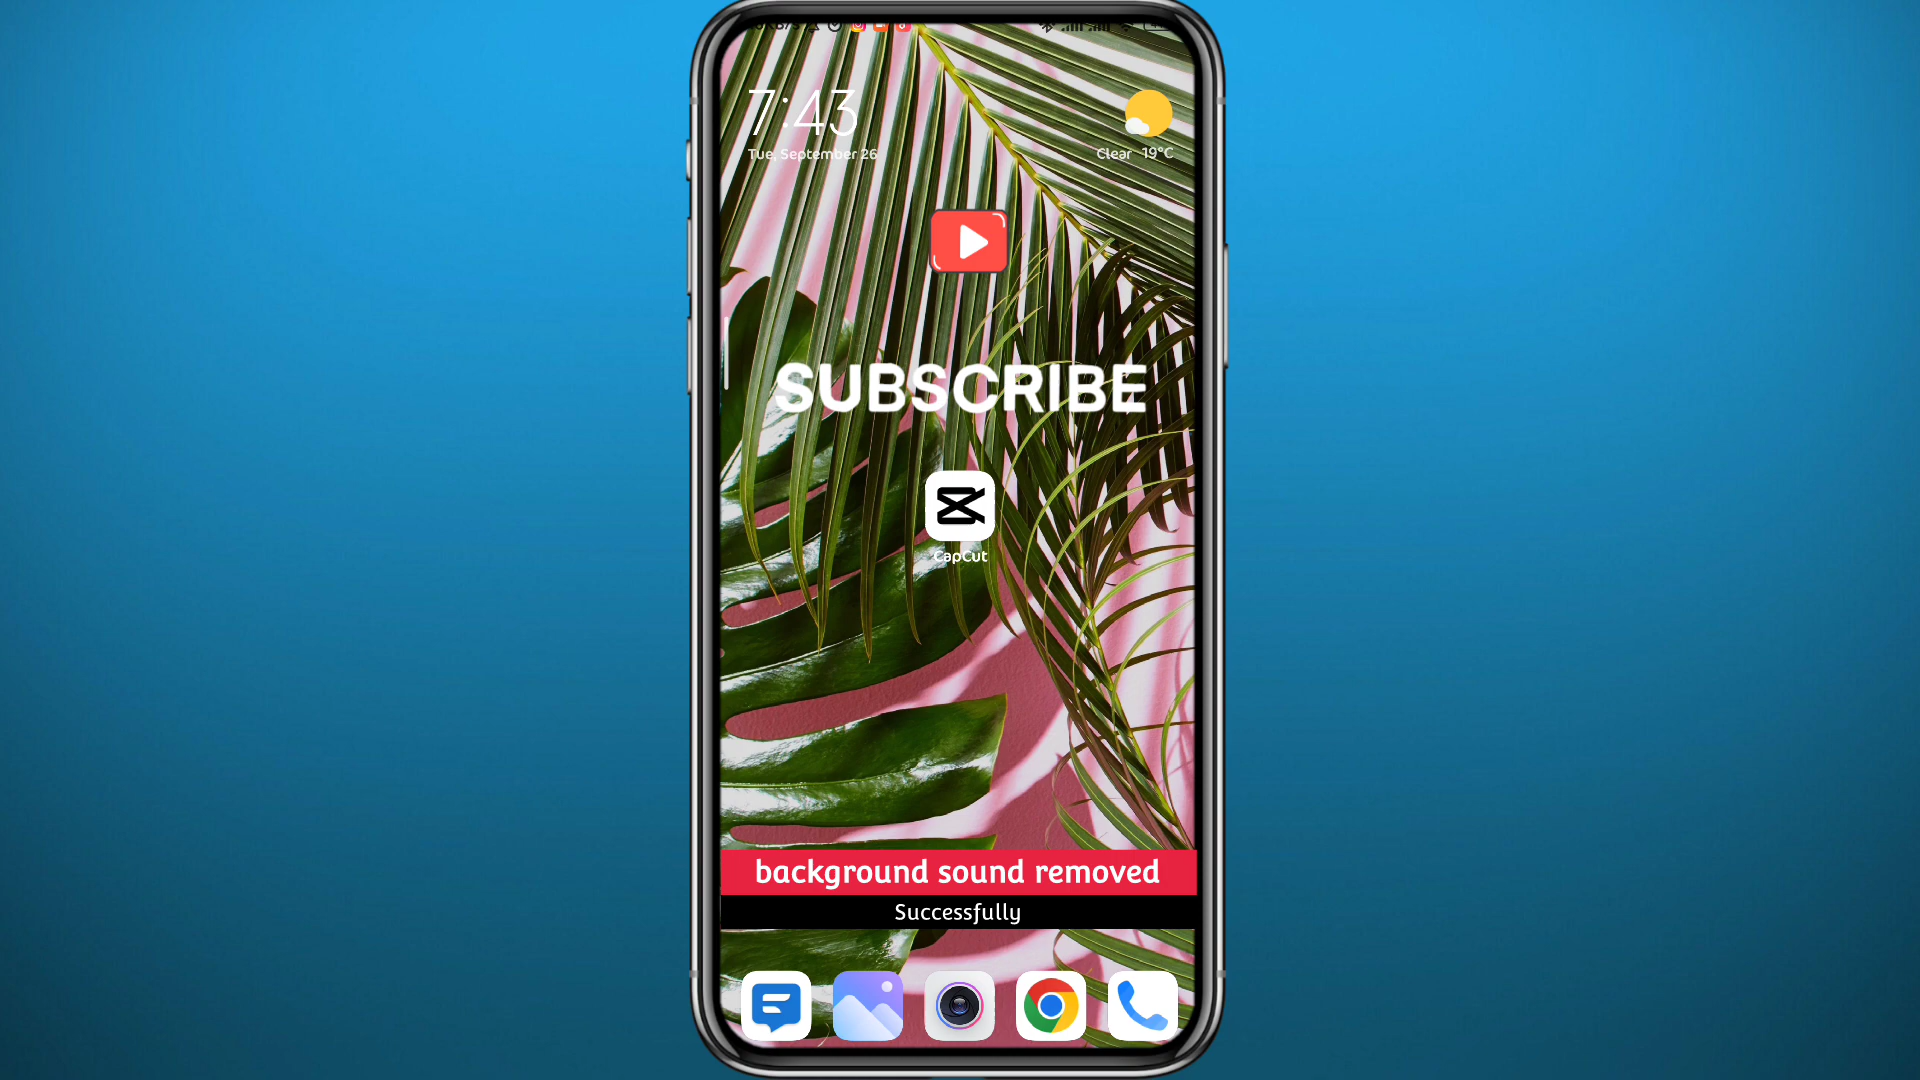 7:43
Tue, September 26
Clear 19°C
SUBSCRIBE
CapCut
background sound removed
Successfully